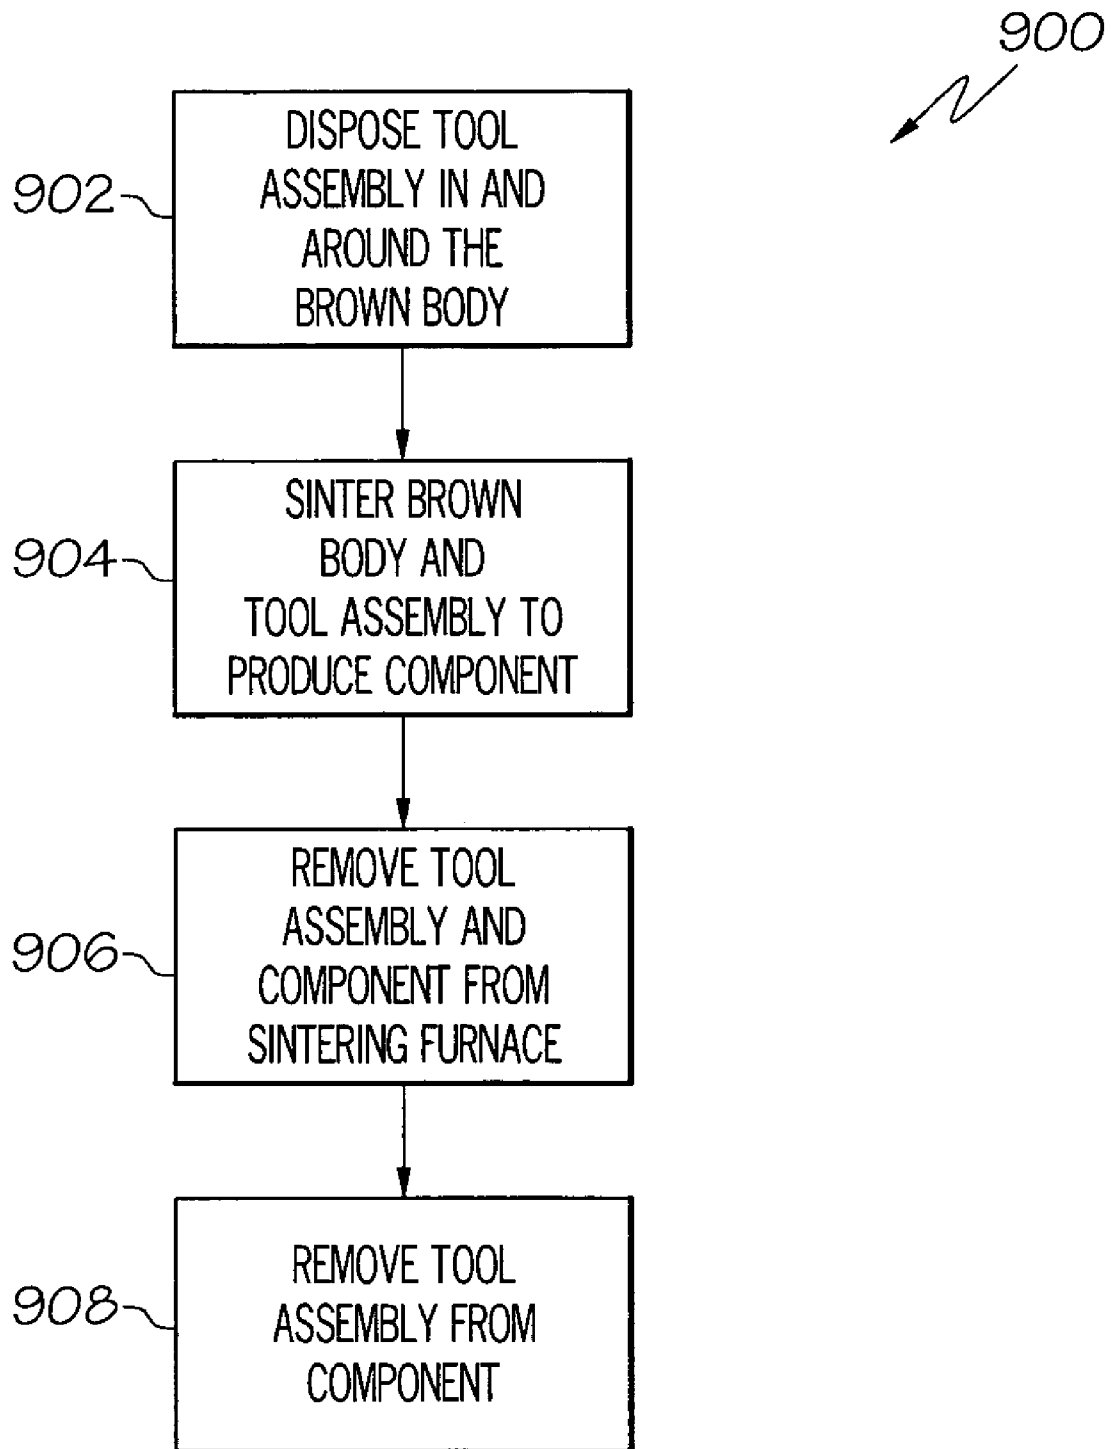 900
902
DISPOSE TOOL
ASSEMBLY IN AND
AROUND THE
BROWN BODY
904
SINTER BROWN
BODY AND
TOOL ASSEMBLY TO
PRODUCE COMPONENT
906
REMOVE TOOL
ASSEMBLY AND
COMPONENT FROM
SINTERING FURNACE
908
REMOVE TOOL
ASSEMBLY FROM
COMPONENT